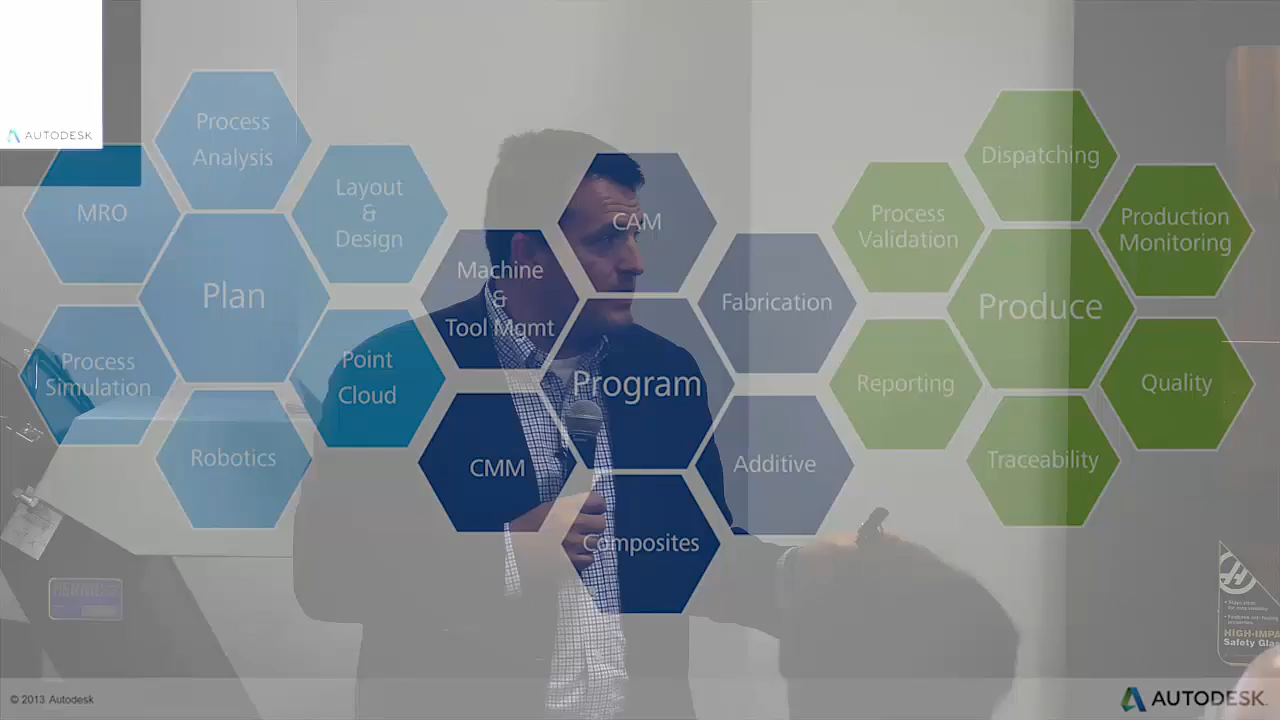 AUTODESK
Process
Analysis
MRO
Layout
&
Design
Plan
Process
Simulation
Point
Cloud
Robotics
CAM
Machine
&
Tool Mgmt
Fabrication
Program
CMM
Additive
Composites
Dispatching
Process
Validation
Production
Monitoring
Produce
Reporting
Quality
Traceability
HIGH-IMPA
Safety Gla
© 2013 Autodesk
AUTODESK.